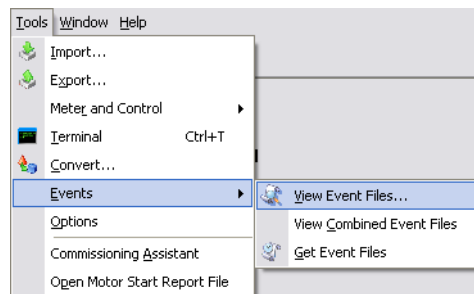 Tools Window Help
Import...
Export...
Meter and Control
Terminal Ctrl+T
Convert...
Events
Options
Commissioning Assistant
Open Motor Start Report File
View Event Files...
View Combined Event Files
Get Event Files